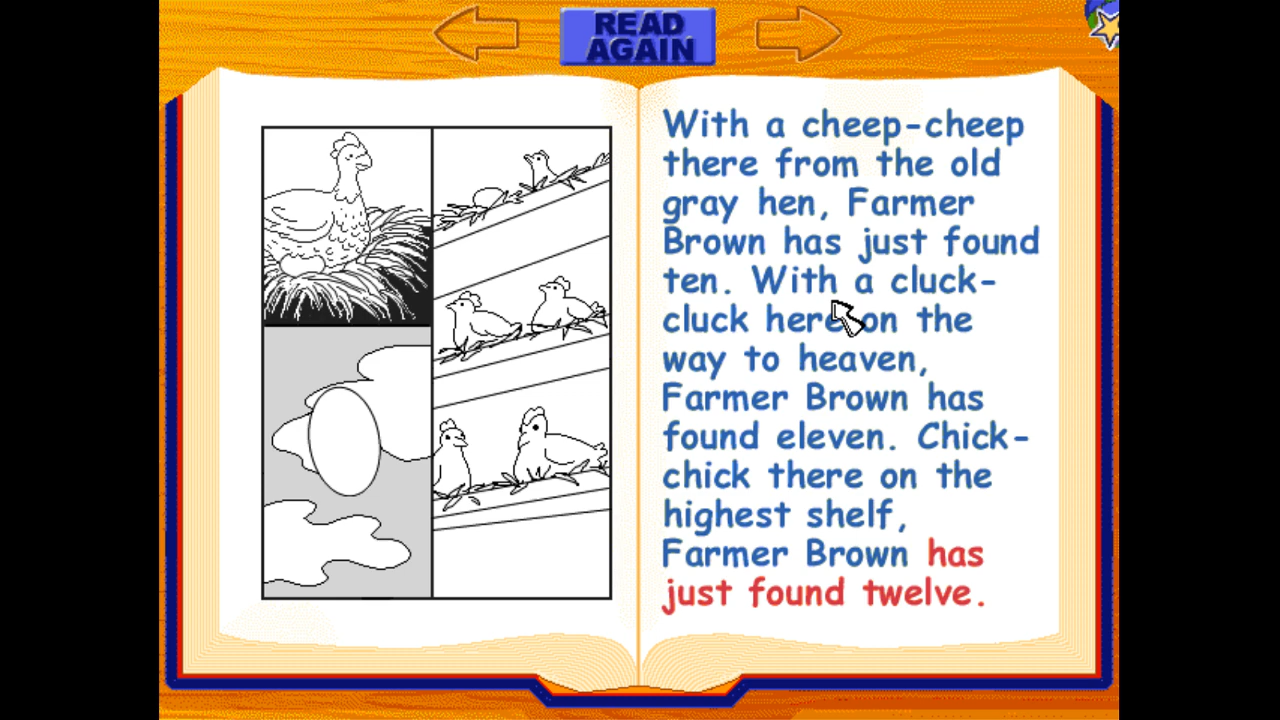 READ
AGAIN
With a cheep-cheep
there from the old
gray hen, Farmer
Brown has just found
ten. With a cluck-
cluck here on the
way to heaven,
Farmer Brown has
found eleven. Chick-
chick there on the
highest shelf,
Farmer Brown has
just found twelve.